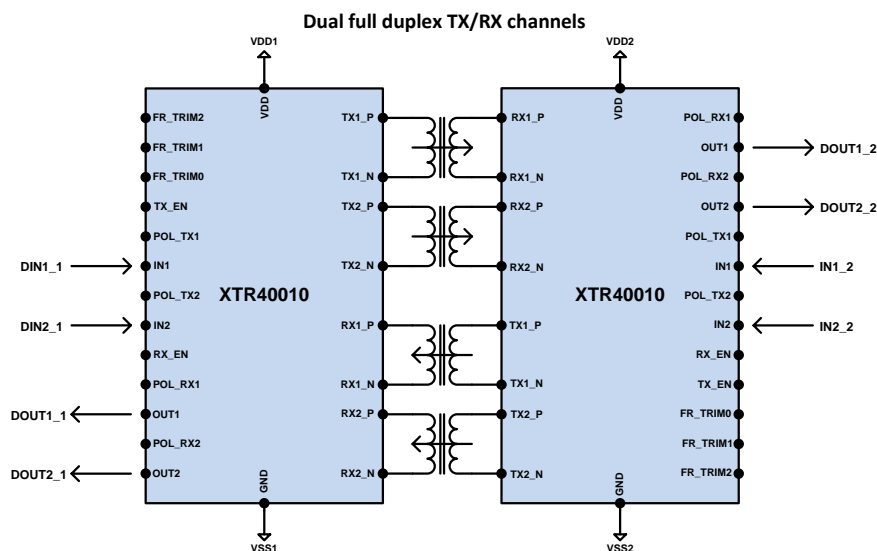 Dual full duplex TX/RX channels
VDD1
VDD2
VDD
VDD
FR_TRIM2
TX1_P
RX1_P
POL_RX1
FR_TRIM1
OUT1
DOUT1_2
FR_TRIM0
TX1_N
RX1_N
POL_RX2
TX_EN
TX2_P
RX2_P
OUT2
DOUT2_2
POL_TX1
POL_TX1
DIN1_1
IN1
TX2_N
RX2_N
IN1
IN1_2
POL_TX2
XTR40010
XTR40010
POL_TX2
DIN2_1
IN2
RX1_P
TX1_P
IN2
IN2_2
RX_EN
RX_EN
POL_RX1
RX1_N
TX1_N
TX_EN
DOUT1_1
OUT1
RX2_P
TX2_P
FR_TRIM0
POL_RX2
FR_TRIM1
DOUT2_1
OUT2
RX2_N
TX2_N
FR_TRIM2
GND
GND
VSS1
VSS2